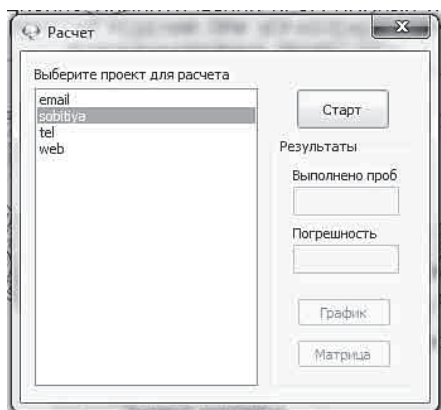 Расчет
Выберите проект для расчета
email
sobitiya
tel
web
Старт
Результаты
Выполнено проб
Погрешность
График
Матрица